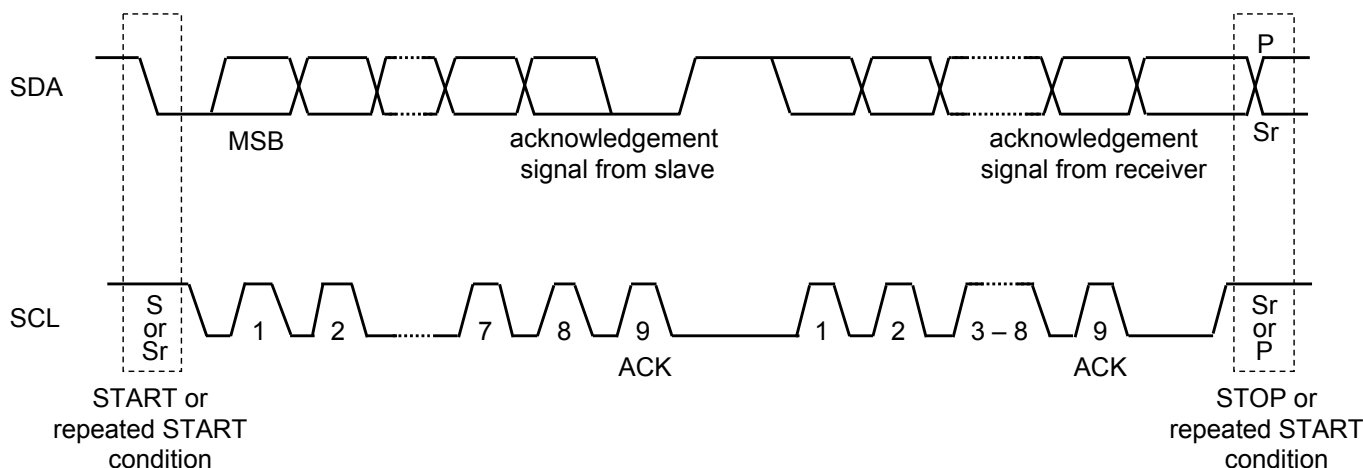 P
SDA
Sr
MSB
acknowledgement
signal from slave
acknowledgement
signal from receiver
SCL
S
or
Sr
1
2
7
8
9
1
2
3 – 8
9
Sr
or
P
ACK
ACK
START or
repeated START
condition
STOP or
repeated START
condition